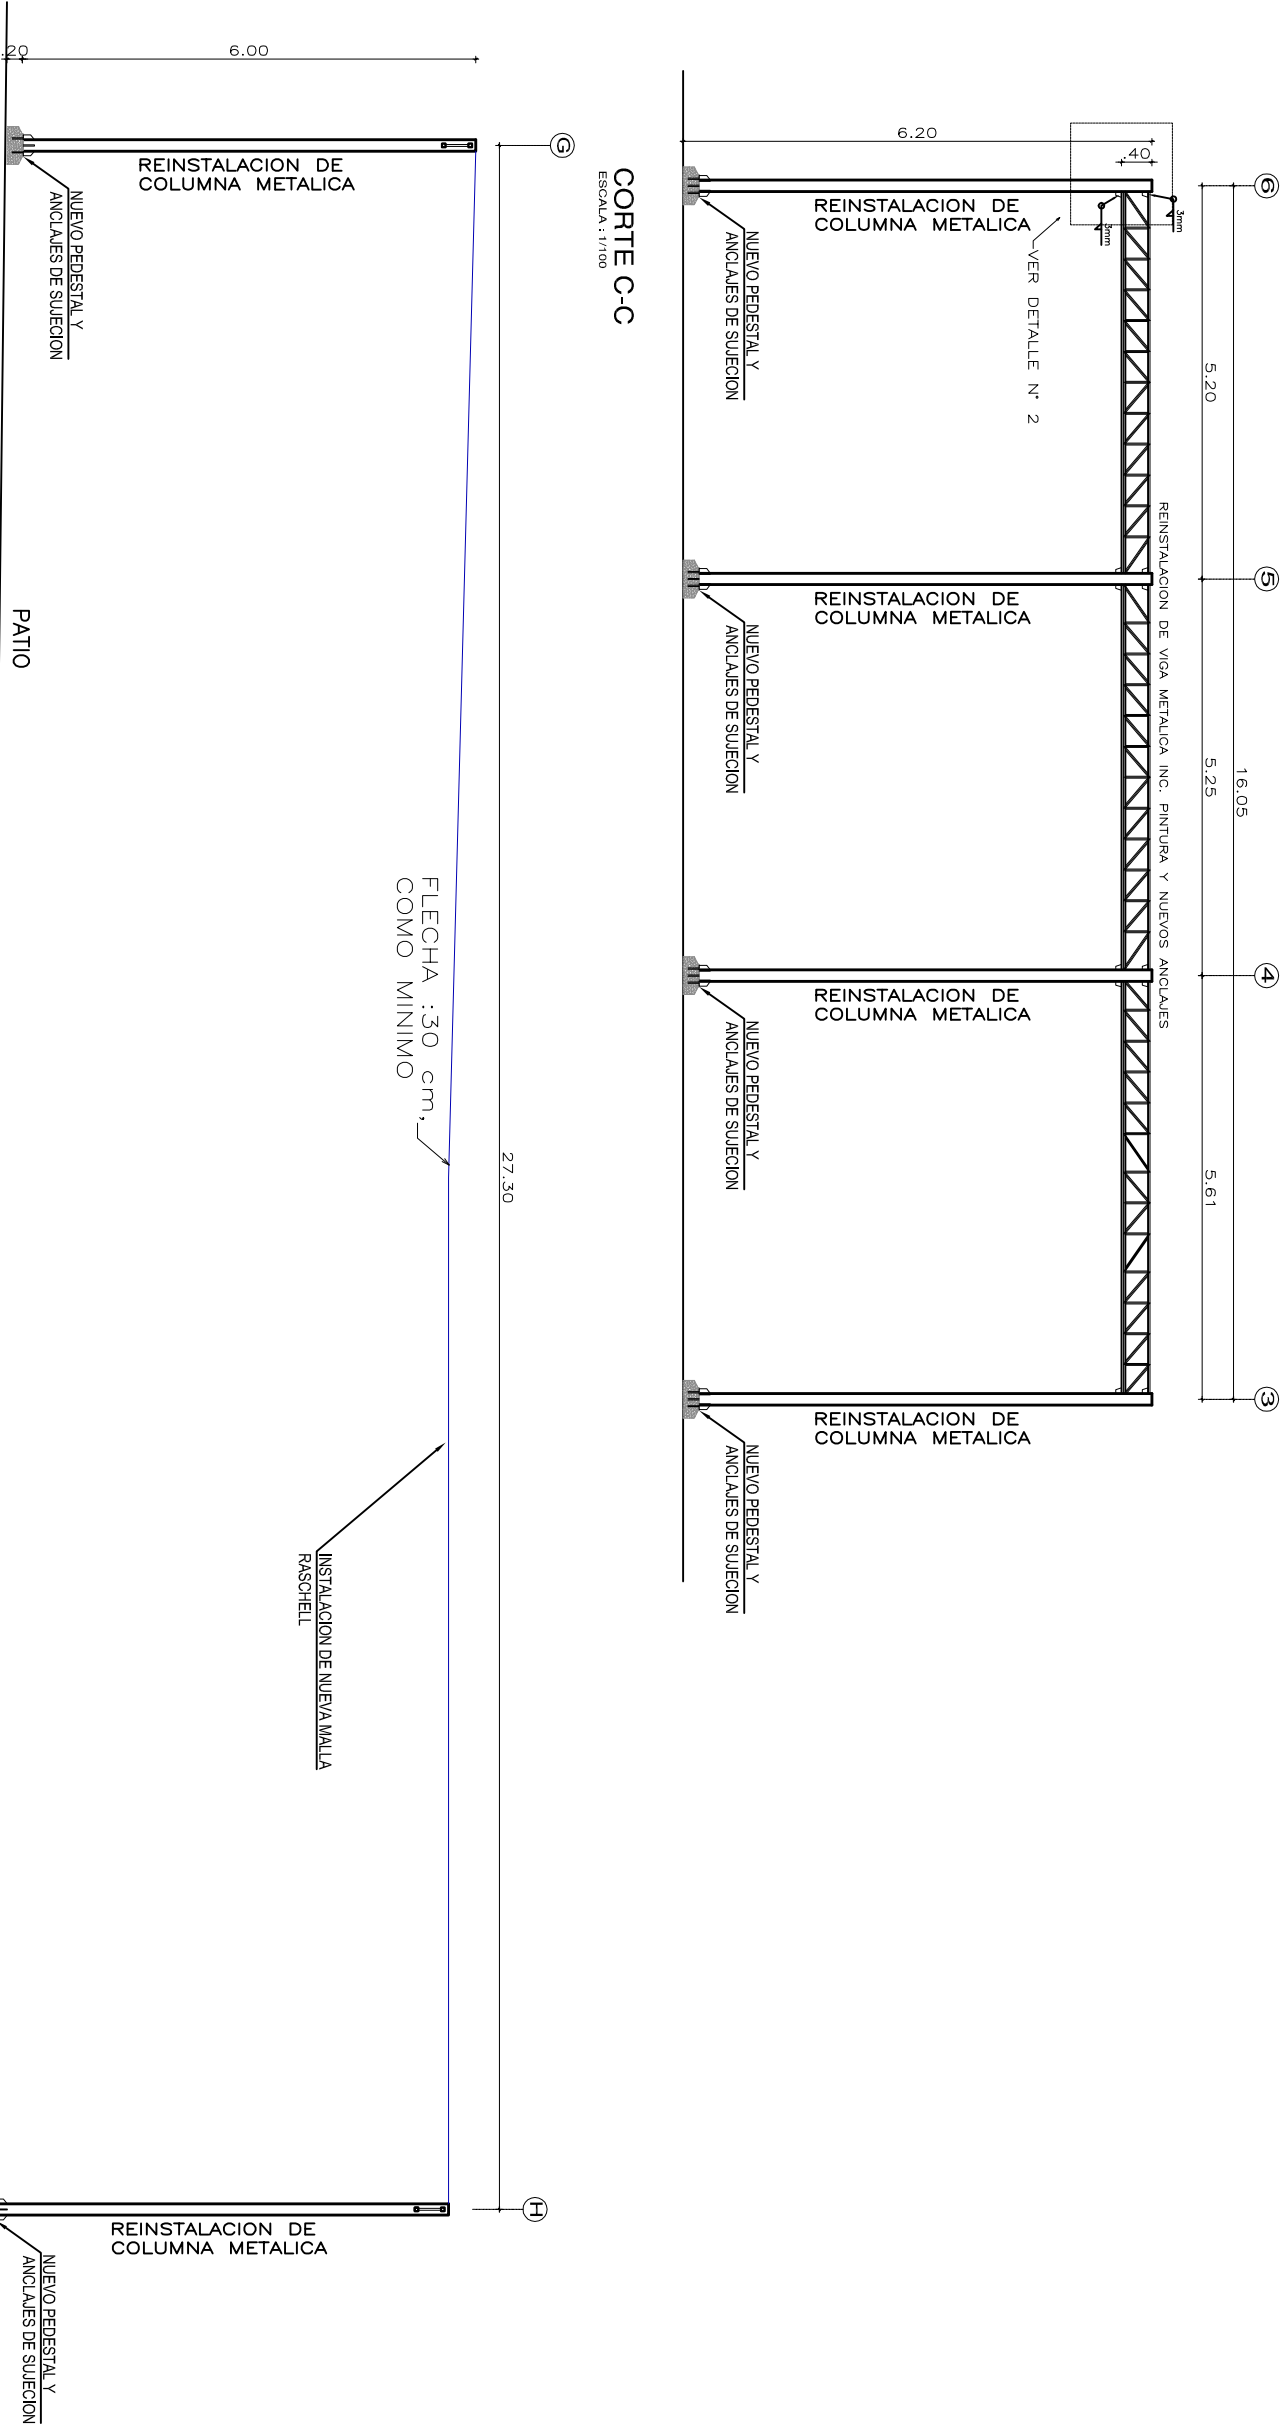 6
5
4
3
16.05
5.20
5.25
5.61
3mm
3mm
.40
6.20
REINSTALACION DE VIGA METALICA INC. PINTURA Y NUEVOS ANCLAJES
VER DETALLE N° 2
REINSTALACION DE
COLUMNA METALICA
REINSTALACION DE
COLUMNA METALICA
REINSTALACION DE
COLUMNA METALICA
REINSTALACION DE
COLUMNA METALICA
NUEVO PEDESTAL Y
ANCLAJES DE SUJECION
NUEVO PEDESTAL Y
ANCLAJES DE SUJECION
NUEVO PEDESTAL Y
ANCLAJES DE SUJECION
NUEVO PEDESTAL Y
ANCLAJES DE SUJECION
CORTE C-C
ESCALA : 1/100
G
H
27.30
6.00
.20
FLECHA :30 cm,
COMO MINIMO
INSTALACION DE NUEVA MALLA
RASCHELL
REINSTALACION DE
COLUMNA METALICA
REINSTALACION DE
COLUMNA METALICA
NUEVO PEDESTAL Y
ANCLAJES DE SUJECION
NUEVO PEDESTAL Y
ANCLAJES DE SUJECION
PATIO